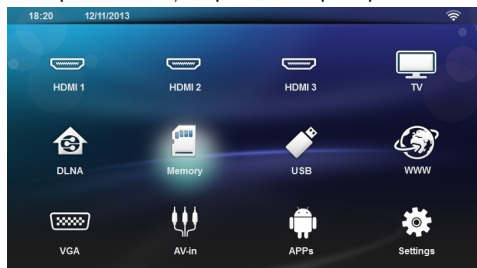 18:20 12/11/2013
HDMI 1 HDMI 2 HDMI 3 TV
DLNA Memory USB WWW
VGA AV-in APPs Settings